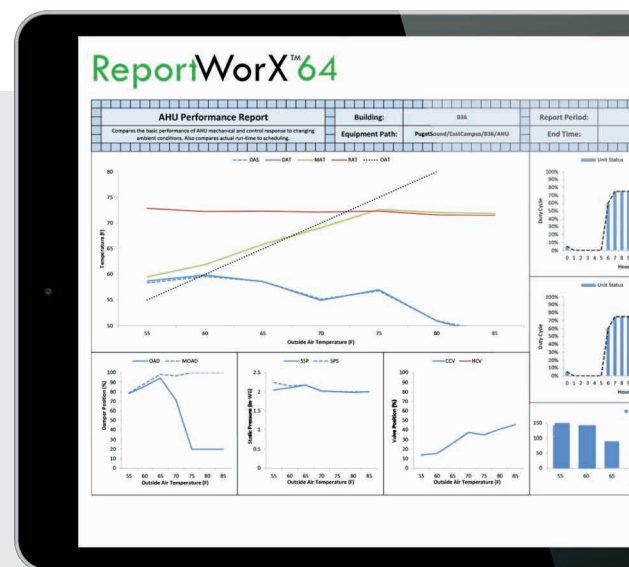 ReportWorX™64
AHU Performance Report
Compares the basic performance of AHU mechanical and control response to changing
ambient conditions. Also compares actual run-time to scheduling.
Building:
B36
Report Period:
Equipment Path:
PugetSound/EastCampus/B36/AHU
End Time:
DAS DAT MAT RAT OAT
Temperature (F)
80
75
70
65
60
55
50
55 60 65 70 75 80 85
Outside Air Temperature (F)
Unit Status
Duty Cycle
100%
90%
80%
70%
60%
50%
40%
30%
20%
10%
0%
0 1 2 3 4 5 6 7 8 9
Hour
Unit Status
Duty Cycle
100%
90%
80%
70%
60%
50%
40%
30%
20%
10%
0%
0 1 2 3 4 5 6 7 8 9
Hour
OAD MOAD
Damper Position (%)
100
90
80
70
60
50
40
30
20
10
0
55 60 65 70 75 80 85
Outside Air Temperature (F)
SSP SPS
Static Pressure (in WG)
2.5
2
1.5
1
0.5
0
55 60 65 70 75 80 85
Outside Air Temperature (F)
CCV HCV
Valve Position (%)
100
90
80
70
60
50
40
30
20
10
0
55 60 65 70 75 80 85
Outside Air Temperature (F)
150
100
50
0
55 60 65